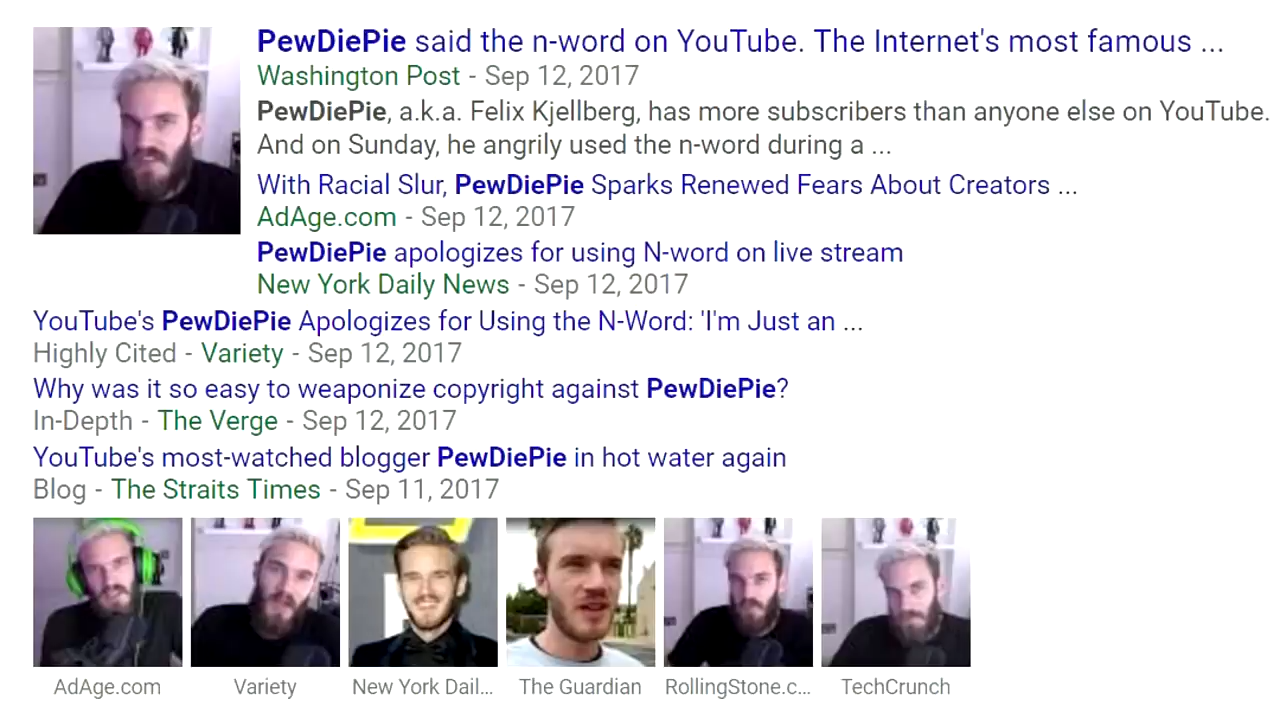 PewDiePie said the n-word on YouTube. The Internet's most famous ...
Washington Post - Sep 12, 2017
PewDiePie, a.k.a. Felix Kjellberg, has more subscribers than anyone else on YouTube.
And on Sunday, he angrily used the n-word during a ...
With Racial Slur, PewDiePie Sparks Renewed Fears About Creators ...
AdAge.com - Sep 12, 2017
PewDiePie apologizes for using N-word on live stream
New York Daily News - Sep 12, 2017
YouTube's PewDiePie Apologizes for Using the N-Word: 'I'm Just an ...
Highly Cited - Variety - Sep 12, 2017
Why was it so easy to weaponize copyright against PewDiePie?
In-Depth - The Verge - Sep 12, 2017
YouTube's most-watched blogger PewDiePie in hot water again
Blog - The Straits Times - Sep 11, 2017
AdAge.com Variety New York Dail... The Guardian RollingStone.c... TechCrunch